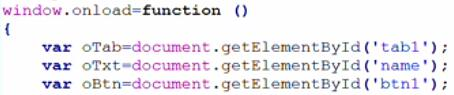 window.onload=function ()
{
    var oTab=document.getElementById('tab1');
    var oTxt=document.getElementById('name');
    var oBtn=document.getElementById('btn1');